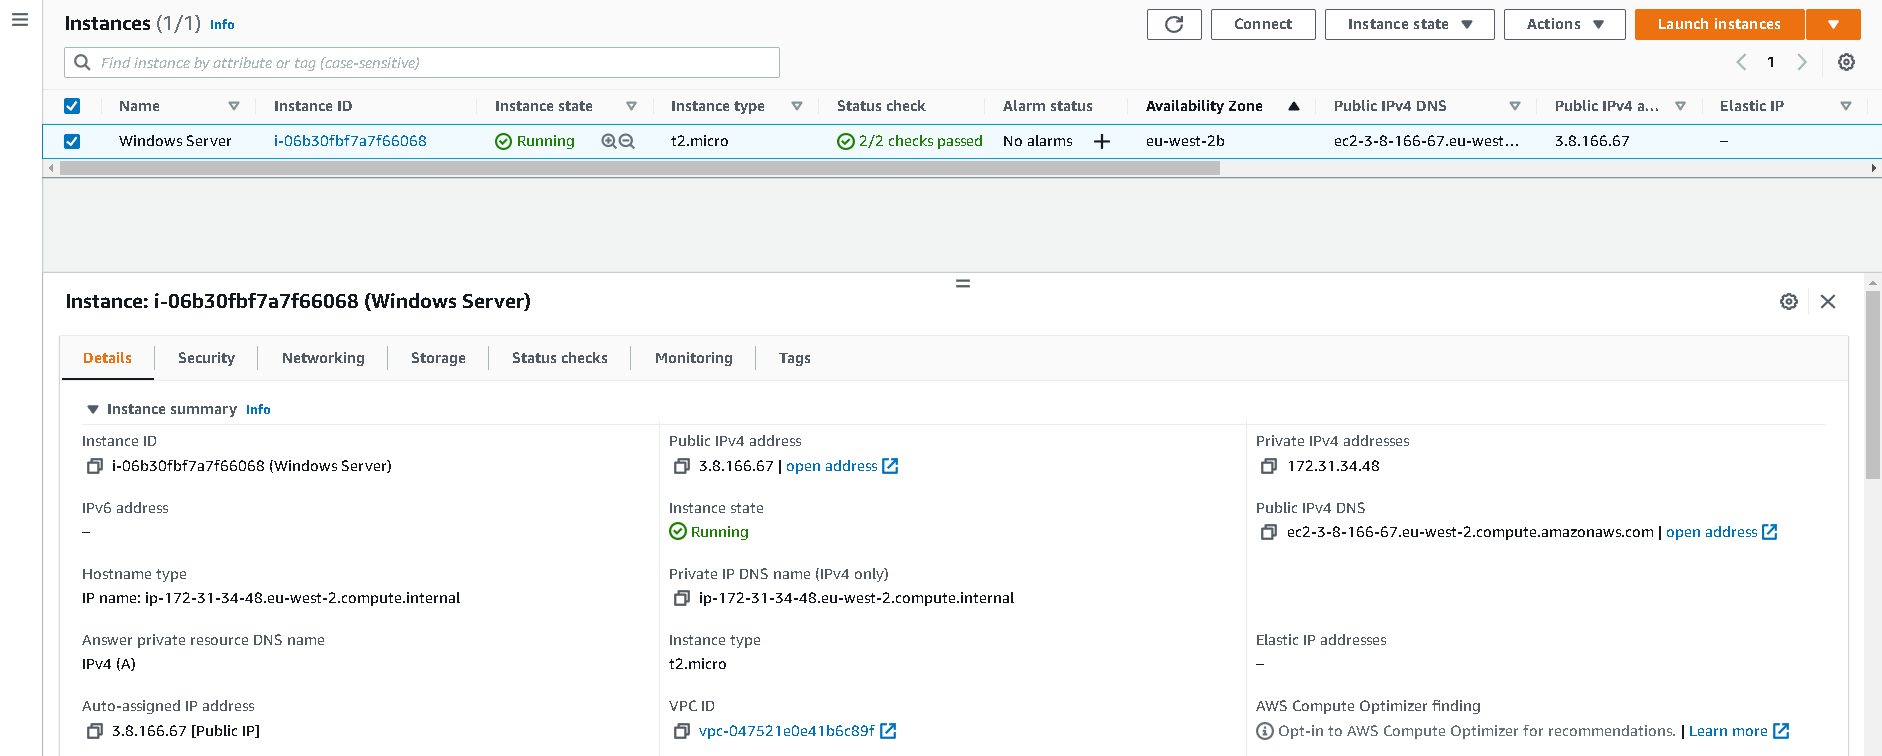 Instances (1/1) Info
Connect
Instance state
Actions
Launch instances
Find instance by attribute or tag (case-sensitive)
1
Name Instance ID Instance state Instance type Status check Alarm status Availability Zone Public IPv4 DNS Public IPv4 a... Elastic IP
Windows Server i-06b30fbf7a7f66068 Running t2.micro 2/2 checks passed No alarms + eu-west-2b ec2-3-8-166-67.eu-west... 3.8.166.67 –
Instance: i-06b30fbf7a7f66068 (Windows Server)
Details Security Networking Storage Status checks Monitoring Tags
Instance summary Info
Instance ID
i-06b30fbf7a7f66068 (Windows Server)
Public IPv4 address
3.8.166.67 | open address
Private IPv4 addresses
172.31.34.48
IPv6 address
–
Instance state
Running
Public IPv4 DNS
ec2-3-8-166-67.eu-west-2.compute.amazonaws.com | open address
Hostname type
IP name: ip-172-31-34-48.eu-west-2.compute.internal
Private IP DNS name (IPv4 only)
ip-172-31-34-48.eu-west-2.compute.internal
Answer private resource DNS name
IPv4 (A)
Instance type
t2.micro
Elastic IP addresses
–
Auto-assigned IP address
3.8.166.67 [Public IP]
VPC ID
vpc-047521e0e41b6c89f
AWS Compute Optimizer finding
Opt-in to AWS Compute Optimizer for recommendations. | Learn more